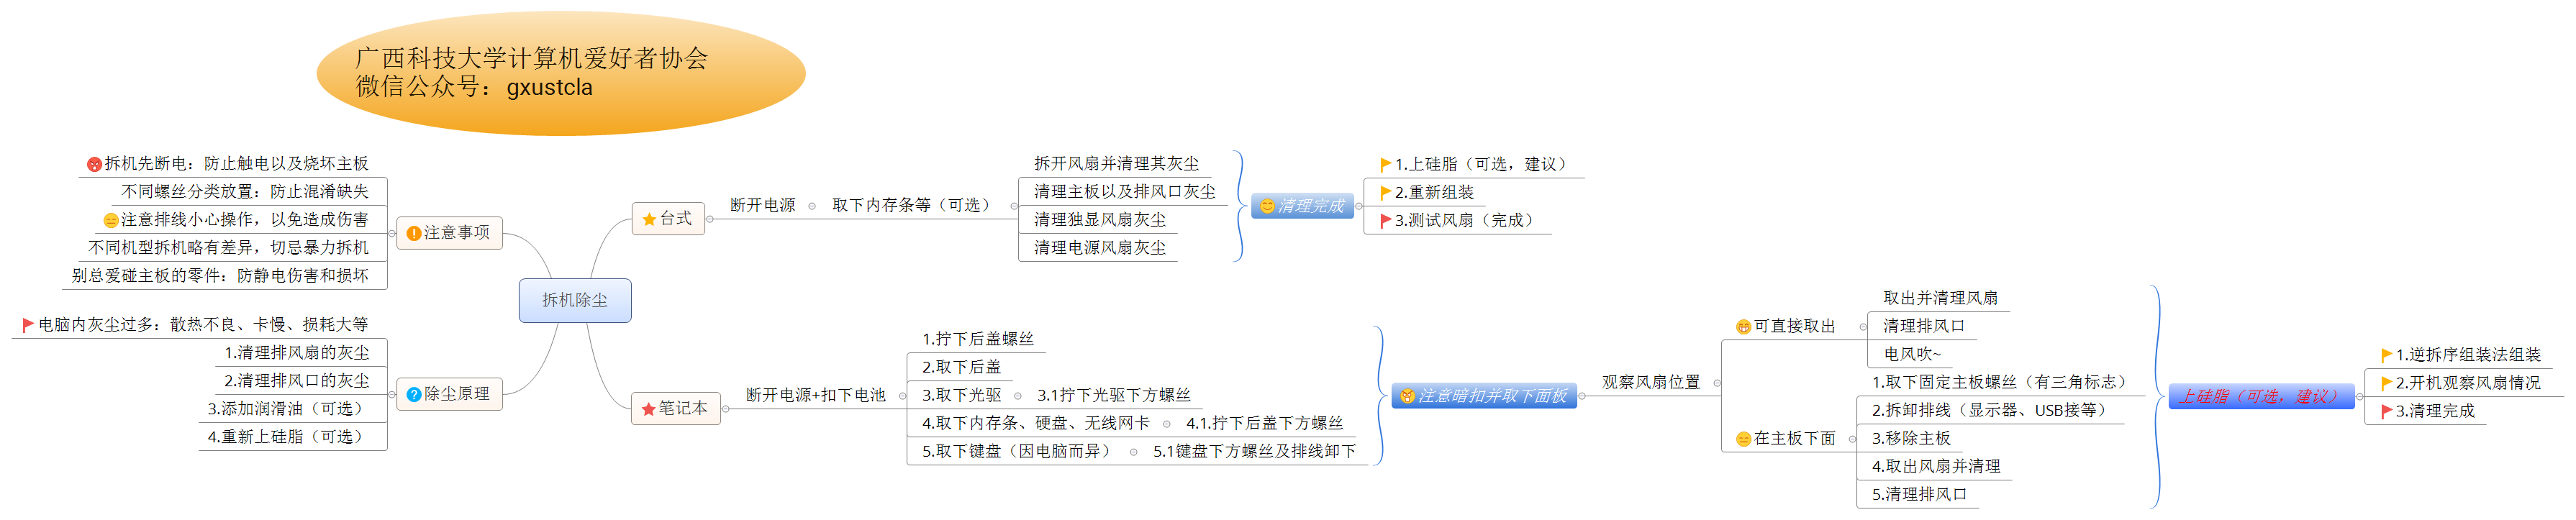 广西科技大学计算机爱好者协会
微信公众号：gxustcla
拆机除尘
注意事项
拆机先断电：防止触电以及烧坏主板
不同螺丝分类放置：防止混淆缺失
注意排线小心操作，以免造成伤害
不同机型拆机略有差异，切忌暴力拆机
别总爱碰主板的零件：防静电伤害和损坏
除尘原理
电脑内灰尘过多：散热不良、卡慢、损耗大等
1.清理排风扇的灰尘
2.清理排风口的灰尘
3.添加润滑油（可选）
4.重新上硅脂（可选）
台式
断开电源
取下内存条等（可选）
拆开风扇并清理其灰尘
清理主板以及排风口灰尘
清理独显风扇灰尘
清理电源风扇灰尘
清理完成
1.上硅脂（可选，建议）
2.重新组装
3.测试风扇（完成）
笔记本
断开电源+扣下电池
1.拧下后盖螺丝
2.取下后盖
3.取下光驱
3.1拧下光驱下方螺丝
4.取下内存条、硬盘、无线网卡
4.1.拧下后盖下方螺丝
5.取下键盘（因电脑而异）
5.1键盘下方螺丝及排线卸下
注意暗扣并取下面板
观察风扇位置
可直接取出
取出并清理风扇
清理排风口
电风吹~
在主板下面
1.取下固定主板螺丝（有三角标志）
2.拆卸排线（显示器、USB接等）
3.移除主板
4.取出风扇并清理
5.清理排风口
上硅脂（可选，建议）
1.逆拆序组装法组装
2.开机观察风扇情况
3.清理完成